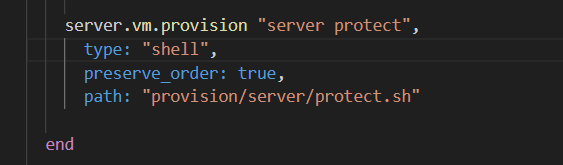 server.vm.provision "server protect",
type: "shell",
preserve_order: true,
path: "provision/server/protect.sh"
end